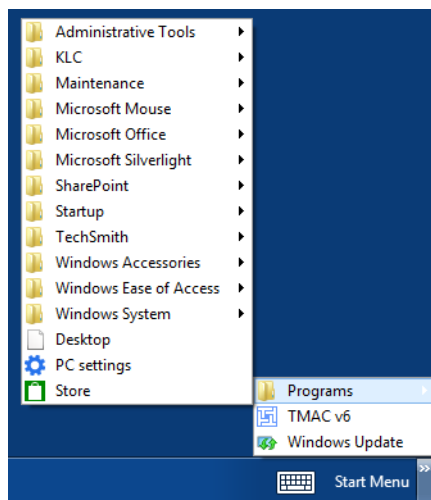 Administrative Tools
KLC
Maintenance
Microsoft Mouse
Microsoft Office
Microsoft Silverlight
SharePoint
Startup
TechSmith
Windows Accessories
Windows Ease of Access
Windows System
Desktop
PC settings
Store
Programs
TMAC v6
Windows Update
Start Menu